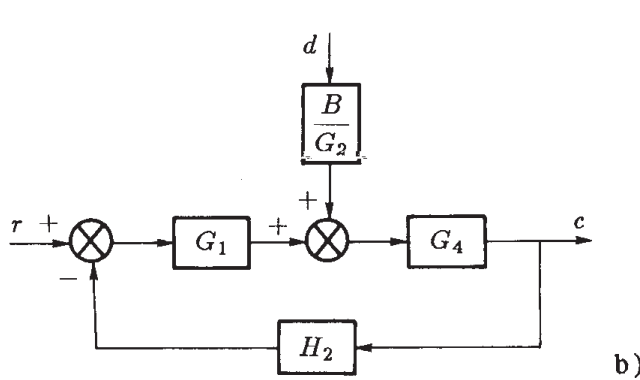 d
B
G₂
+
r +
G₁
+
G₄
c
−
H₂
b)